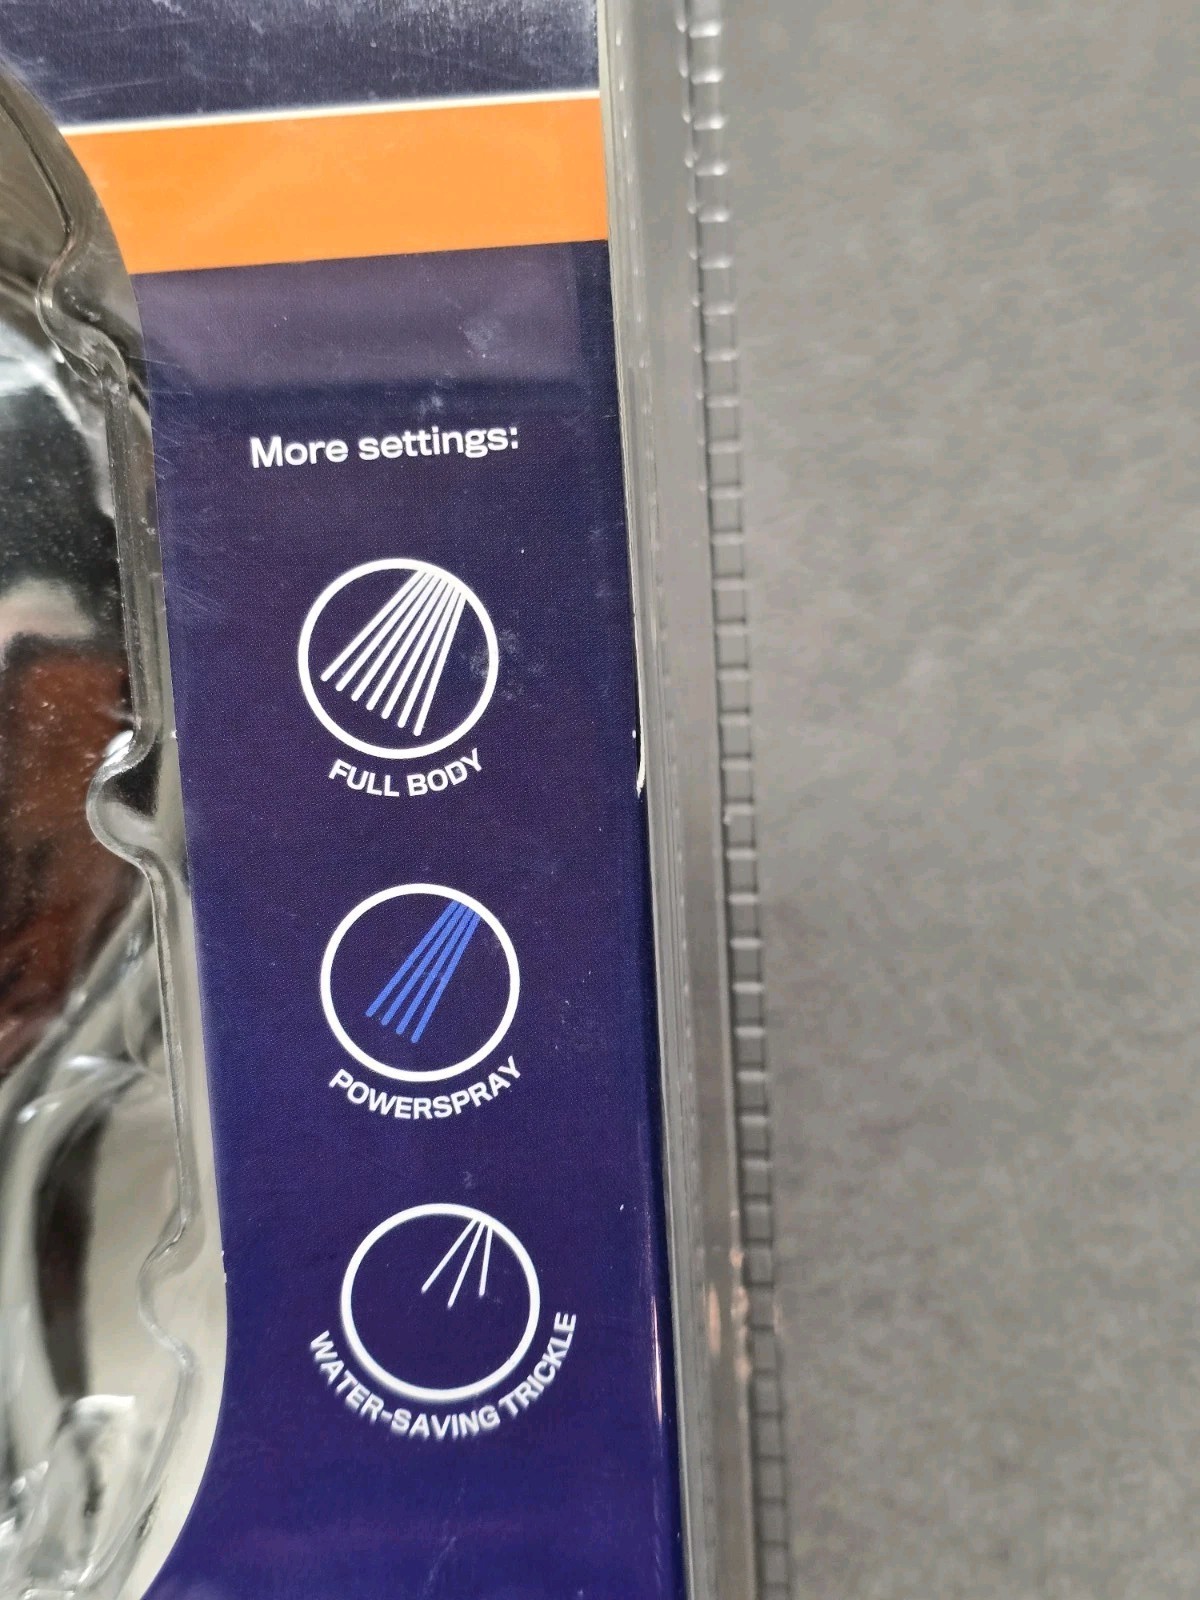 More settings:
FULL BODY
POWERSPRAY
WATER-SAVING TRICKLE